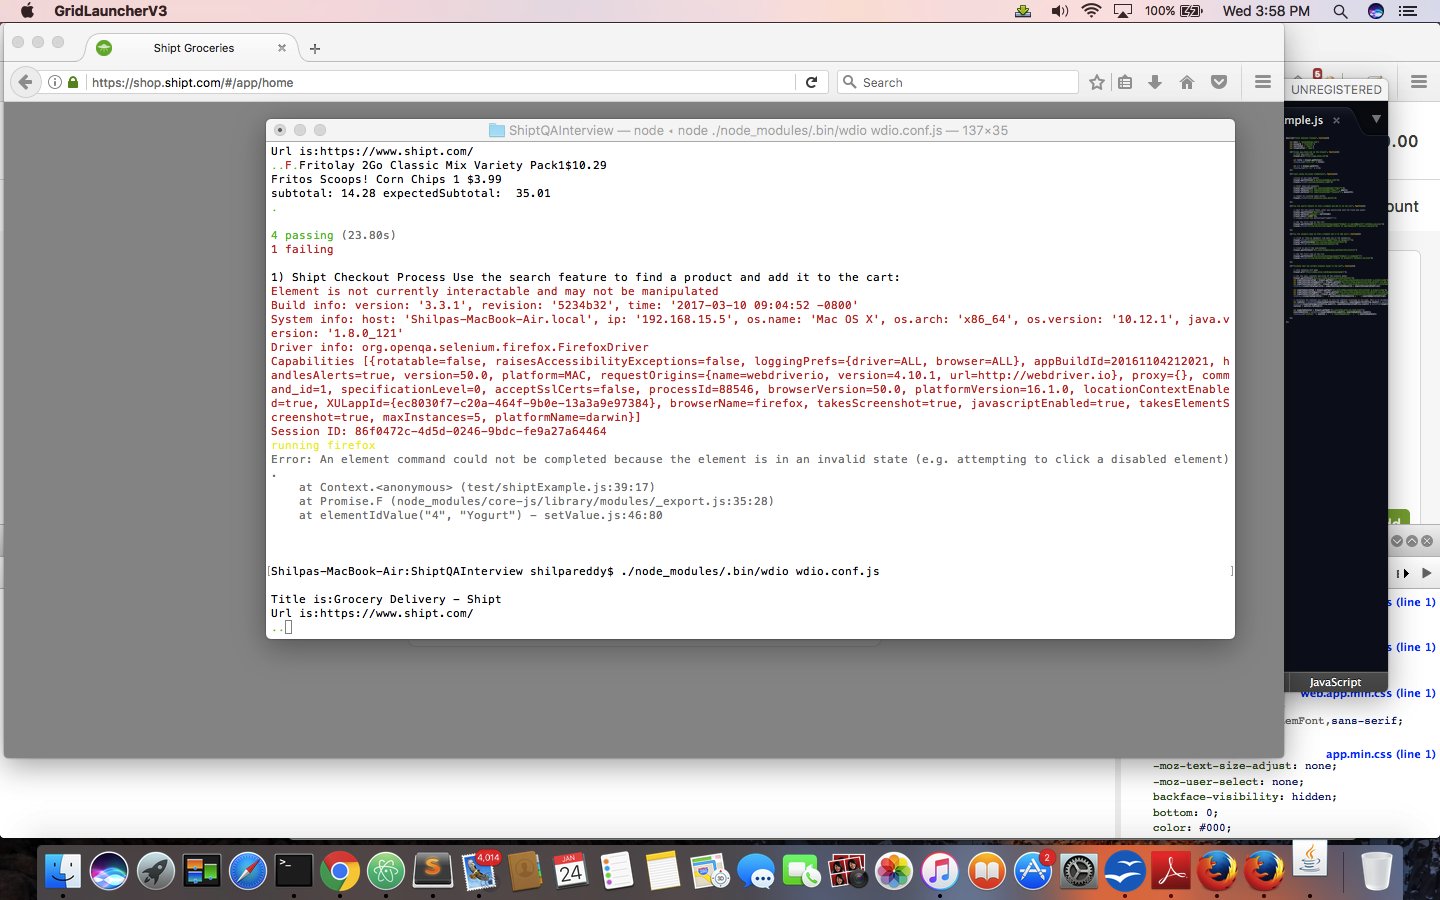 GridLauncherV3
100%
Wed 3:58 PM
Shipt Groceries
https://shop.shipt.com/#/app/home
Search
5
UNREGISTERED
mple.js
0.00
ount
ShiptQAInterview — node • node ./node_modules/.bin/wdio wdio.conf.js — 137×35
Url is:https://www.shipt.com/
..F.Fritolay 2Go Classic Mix Variety Pack1$10.29
Fritos Scoops! Corn Chips 1 $3.99
subtotal: 14.28 expectedSubtotal:  35.01
.
4 passing (23.80s)
1 failing
1) Shipt Checkout Process Use the search feature to find a product and add it to the cart:
Element is not currently interactable and may not be manipulated
Build info: version: '3.3.1', revision: '5234b32', time: '2017-03-10 09:04:52 -0800'
System info: host: 'Shilpas-MacBook-Air.local', ip: '192.168.15.5', os.name: 'Mac OS X', os.arch: 'x86_64', os.version: '10.12.1', java.v
ersion: '1.8.0_121'
Driver info: org.openqa.selenium.firefox.FirefoxDriver
Capabilities [{rotatable=false, raisesAccessibilityExceptions=false, loggingPrefs={driver=ALL, browser=ALL}, appBuildId=20161104212021, h
andlesAlerts=true, version=50.0, platform=MAC, requestOrigins={name=webdriverio, version=4.10.1, url=http://webdriver.io}, proxy={}, comm
and_id=1, specificationLevel=0, acceptSslCerts=false, processId=88546, browserVersion=50.0, platformVersion=16.1.0, locationContextEnable
d=true, XULappId={ec8030f7-c20a-464f-9b0e-13a3a9e97384}, browserName=firefox, takesScreenshot=true, javascriptEnabled=true, takesElementS
creenshot=true, maxInstances=5, platformName=darwin}]
Session ID: 86f0472c-4d5d-0246-9bdc-fe9a27a64464
running firefox
Error: An element command could not be completed because the element is in an invalid state (e.g. attempting to click a disabled element)
.
at Context.<anonymous> (test/shiptExample.js:39:17)
at Promise.F (node_modules/core-js/library/modules/_export.js:35:28)
at elementIdValue("4", "Yogurt") - setValue.js:46:80
[Shilpas-MacBook-Air:ShiptQAInterview shilpareddy$ ./node_modules/.bin/wdio wdio.conf.js ]
Title is:Grocery Delivery - Shipt
Url is:https://www.shipt.com/
..
s (line 1)
s (line 1)
JavaScript
web.app.min.css (line 1)
emFont,sans-serif;
app.min.css (line 1)
-moz-text-size-adjust: none;
-moz-user-select: none;
backface-visibility: hidden;
bottom: 0;
color: #000;
4,014
JAN
24
2